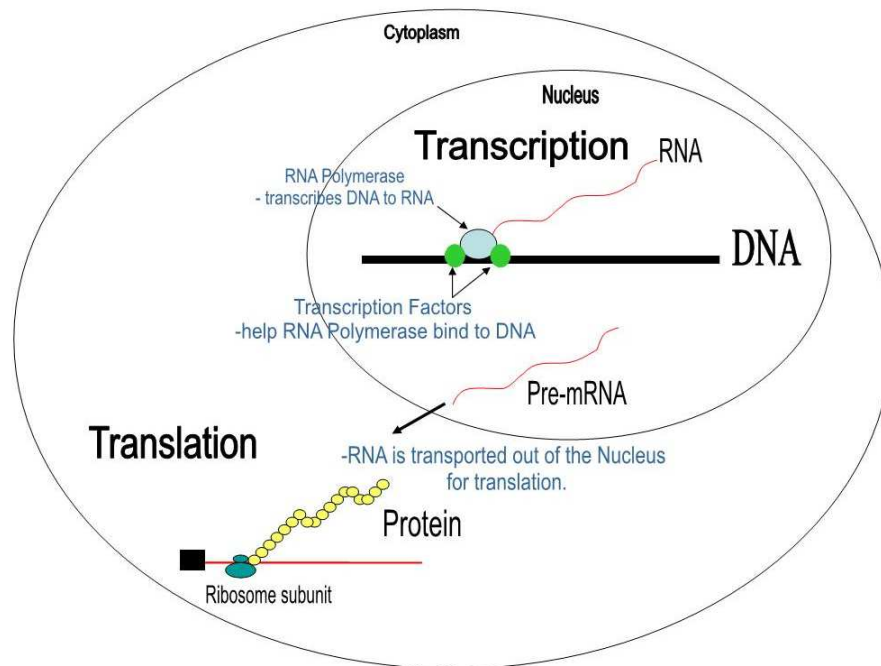 Cytoplasm
Nucleus
Transcription
RNA
RNA Polymerase
- transcribes DNA to RNA
DNA
Transcription Factors
-help RNA Polymerase bind to DNA
Pre-mRNA
Translation
-RNA is transported out of the Nucleus
for translation.
Protein
Ribosome subunit